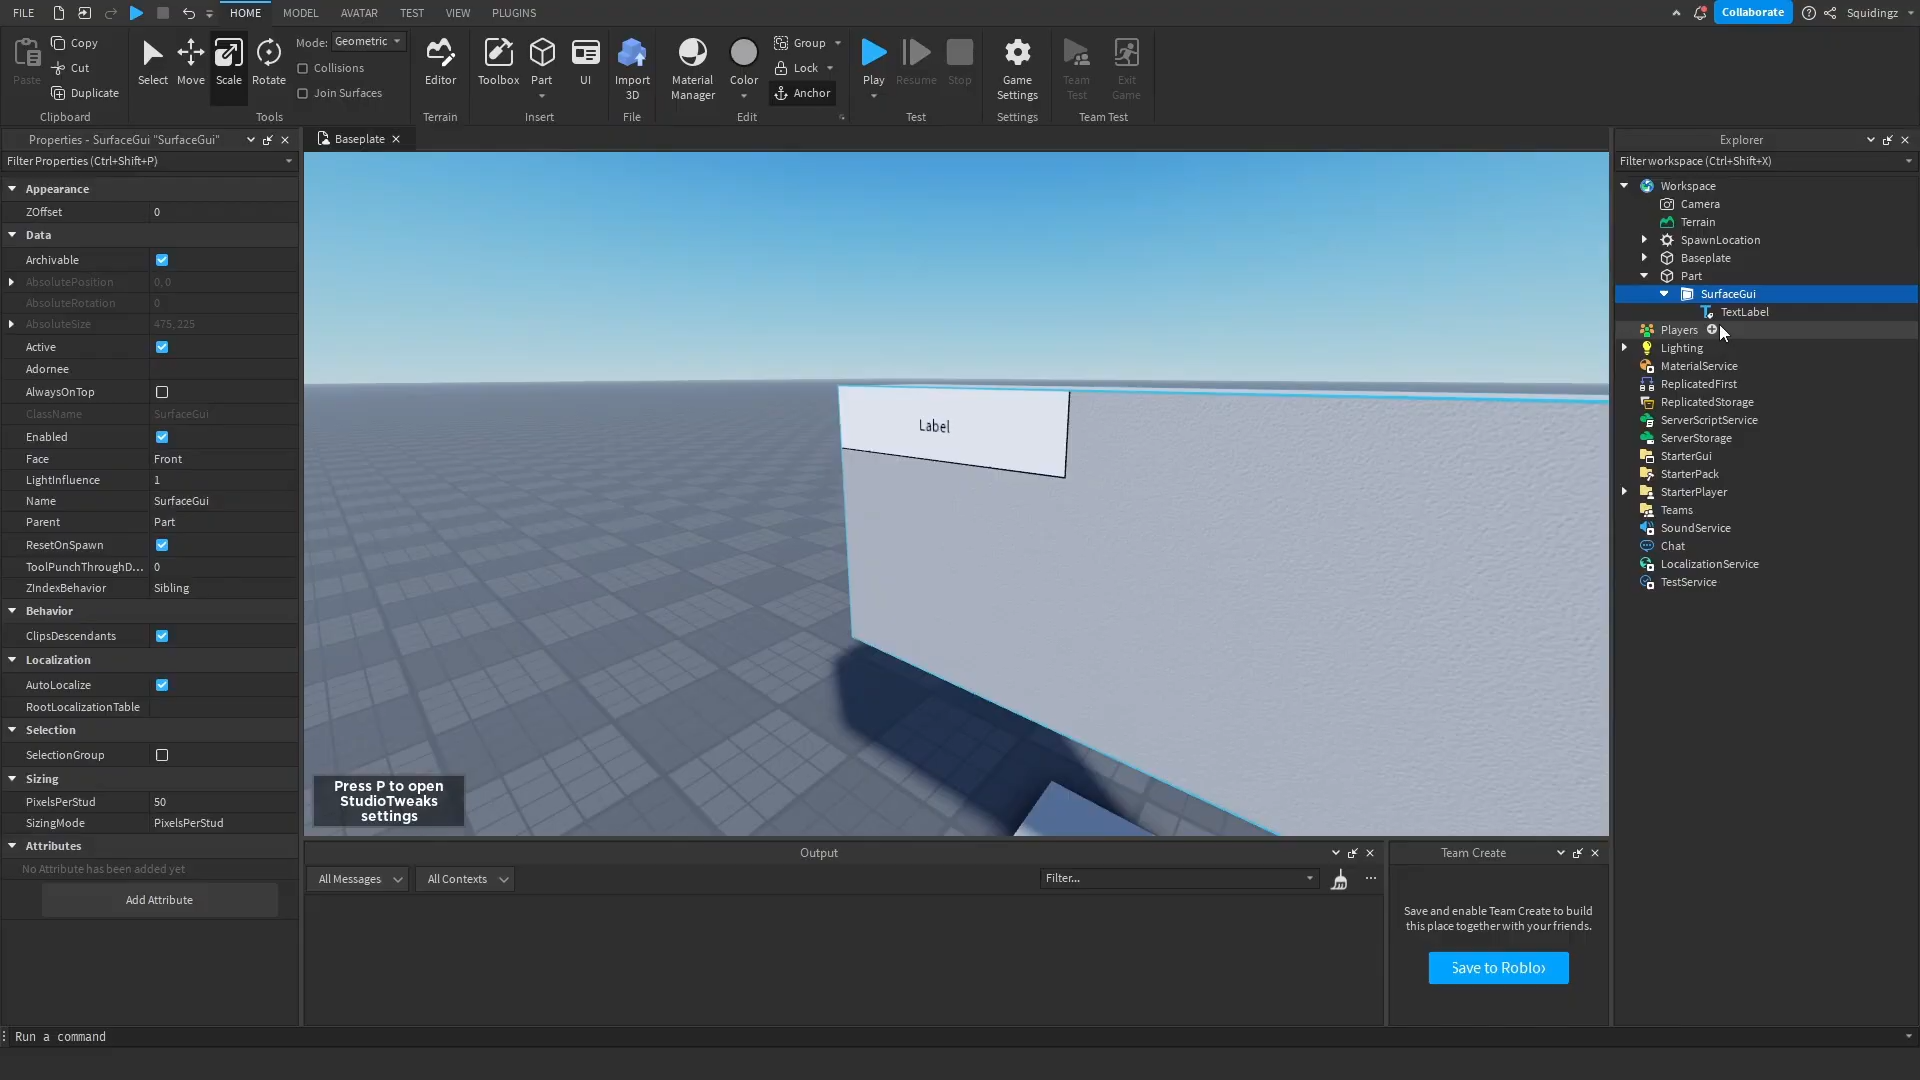 FILE
HOME
MODEL
AVATAR
TEST
VIEW
PLUGINS
Collaborate
Squidingz
Paste
Copy
Cut
Duplicate
Clipboard
Select
Move
Scale
Rotate
Mode: Geometric
Collisions
Join Surfaces
Tools
Editor
Terrain
Toolbox
Part
UI
Insert
Import
3D
File
Material
Manager
Color
Group
Lock
Anchor
Edit
Play
Resume
Stop
Test
Game
Settings
Settings
Team
Test
Exit
Game
Team Test
Properties - SurfaceGui "SurfaceGui"
Filter Properties (Ctrl+Shift+P)
Appearance
ZOffset 0
Data
Archivable
AbsolutePosition 0, 0
AbsoluteRotation 0
AbsoluteSize 475, 225
Active
Adornee
AlwaysOnTop
ClassName SurfaceGui
Enabled
Face Front
LightInfluence 1
Name SurfaceGui
Parent Part
ResetOnSpawn
ToolPunchThroughD... 0
ZIndexBehavior Sibling
Behavior
ClipsDescendants
Localization
AutoLocalize
RootLocalizationTable
Selection
SelectionGroup
Sizing
PixelsPerStud 50
SizingMode PixelsPerStud
Attributes
No Attribute has been added yet
Add Attribute
Baseplate
Label
Press P to open
StudioTweaks
settings
Output
All Messages
All Contexts
Filter...
Team Create
Save and enable Team Create to build
this place together with your friends.
Save to Roblox
Explorer
Filter workspace (Ctrl+Shift+X)
Workspace
Camera
Terrain
SpawnLocation
Baseplate
Part
SurfaceGui
TextLabel
Players
Lighting
MaterialService
ReplicatedFirst
ReplicatedStorage
ServerScriptService
ServerStorage
StarterGui
StarterPack
StarterPlayer
Teams
SoundService
Chat
LocalizationService
TestService
Run a command